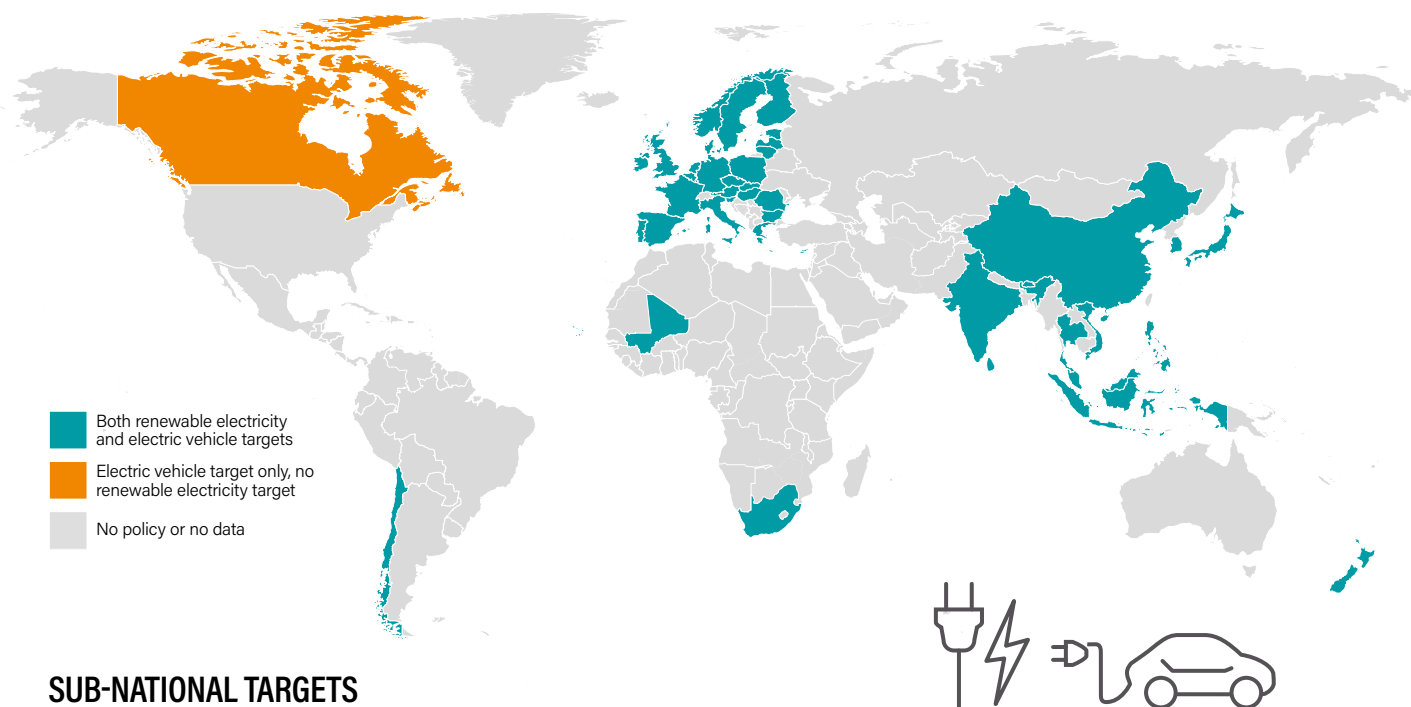 Both renewable electricity
and electric vehicle targets
Electric vehicle target only, no
renewable electricity target
No policy or no data
SUB-NATIONAL TARGETS